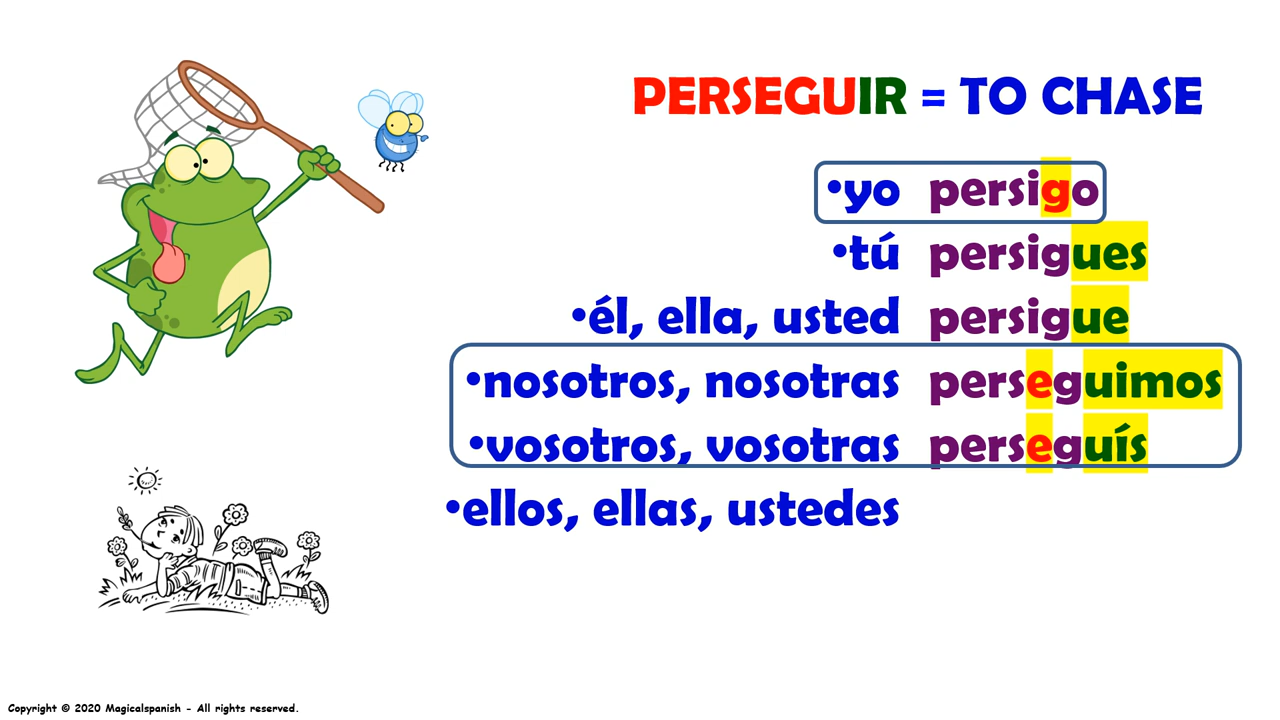 PERSEGUIR = TO CHASE
•yo persigo
•tú persigues
•él, ella, usted persigue
•nosotros, nosotras perseguimos
•vosotros, vosotras perseguís
•ellos, ellas, ustedes
Copyright © 2020 Magicalspanish - All rights reserved.